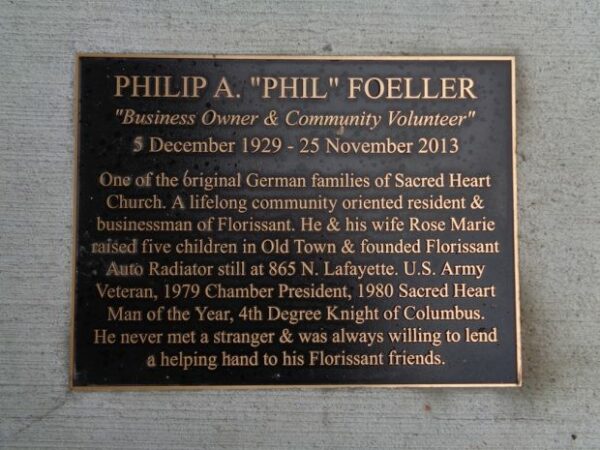 PHILIP A. "PHIL" FOELLER
"Business Owner & Community Volunteer"
5 December 1929 - 25 November 2013
One of the original German families of Sacred Heart
Church. A lifelong community oriented resident &
businessman of Florissant. He & his wife Rose Marie
raised five children in Old Town & founded Florissant
Auto Radiator still at 865 N. Lafayette. U.S. Army
Veteran, 1979 Chamber President, 1980 Sacred Heart
Man of the Year, 4th Degree Knight of Columbus.
He never met a stranger & was always willing to lend
a helping hand to his Florissant friends.